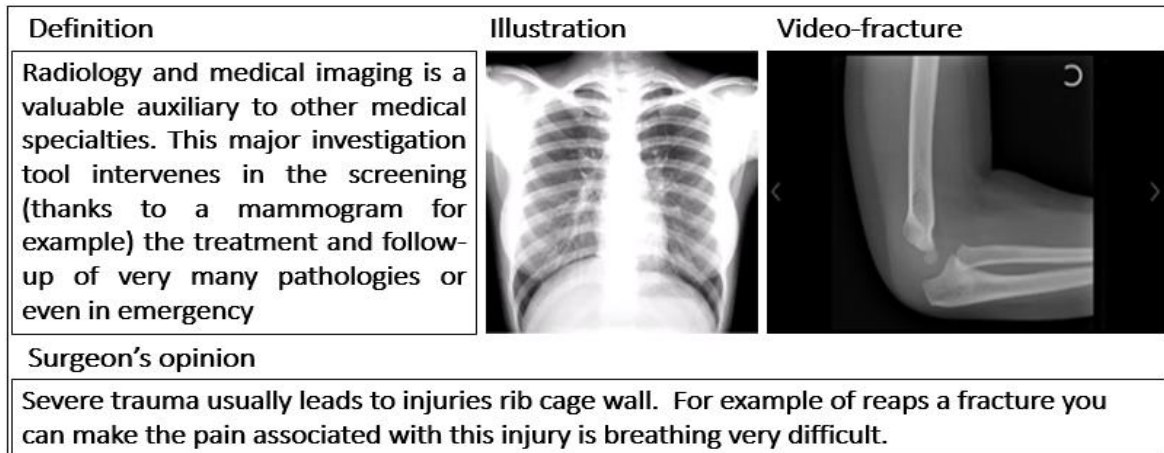 Definition Illustration Video-fracture
Radiology and medical imaging is a
valuable auxiliary to other medical
specialties. This major investigation
tool intervenes in the screening
(thanks to a mammogram for
example) the treatment and follow-
up of very many pathologies or
even in emergency
Surgeon's opinion
Severe trauma usually leads to injuries rib cage wall. For example of reaps a fracture you
can make the pain associated with this injury is breathing very difficult.